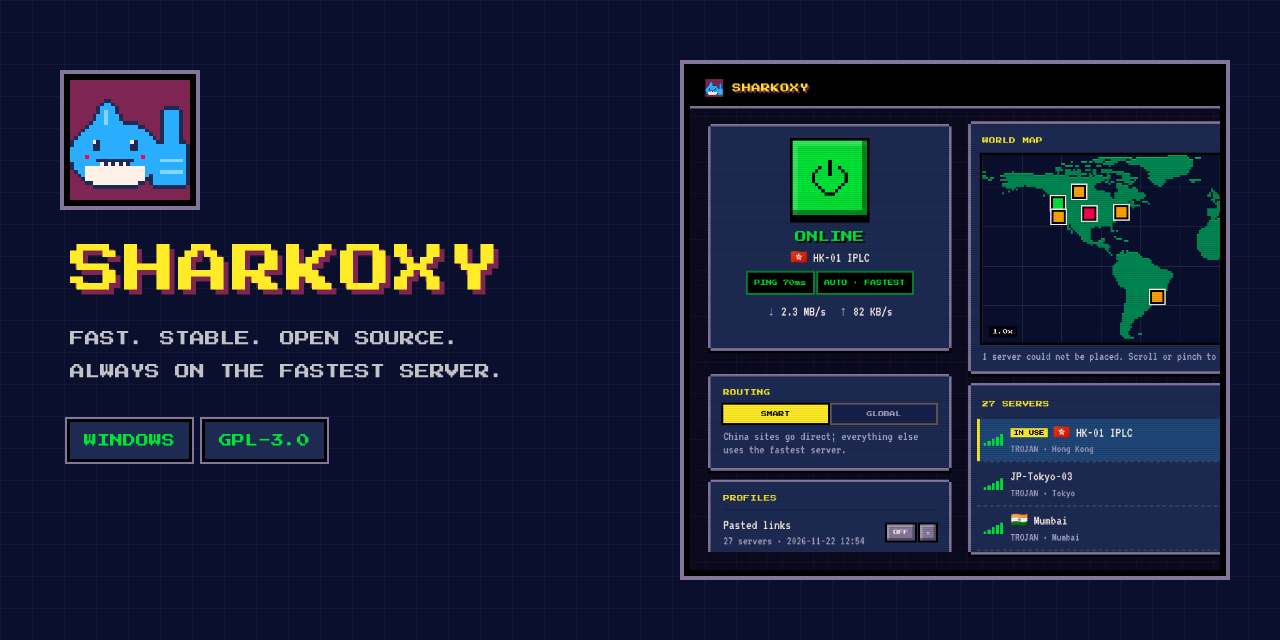 SHARKOXY
FAST. STABLE. OPEN SOURCE.
ALWAYS ON THE FASTEST SERVER.
WINDOWS
GPL-3.0
SHARKOXY
ONLINE
HK-01 IPLC
PING 70ms
AUTO · FASTEST
↓ 2.3 MB/s ↑ 82 KB/s
ROUTING
SMART
GLOBAL
China sites go direct; everything else
uses the fastest server.
PROFILES
Pasted links
27 servers · 2026-11-22 12:54
OFF
WORLD MAP
1.0x
1 server could not be placed. Scroll or pinch to
27 SERVERS
IN USE HK-01 IPLC
TROJAN · Hong Kong
JP-Tokyo-03
TROJAN · Tokyo
Mumbai
TROJAN · Mumbai